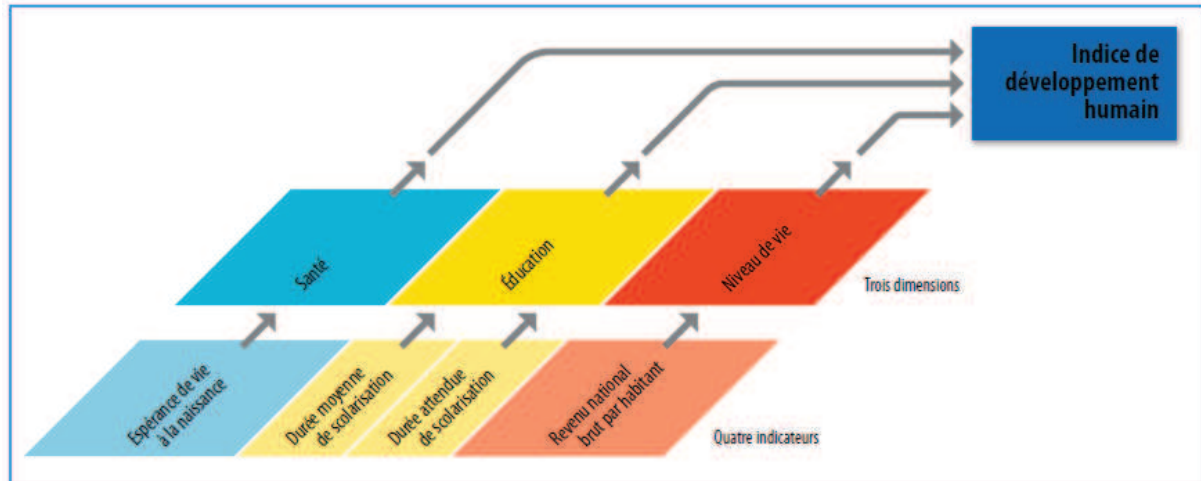 Indice de
développement
humain
Santé
Éducation
Niveau de vie
Trois dimensions
Espérance de vie
à la naissance
Durée moyenne
de scolarisation
Durée attendue
de scolarisation
Revenu national
brut par habitant
Quatre indicateurs